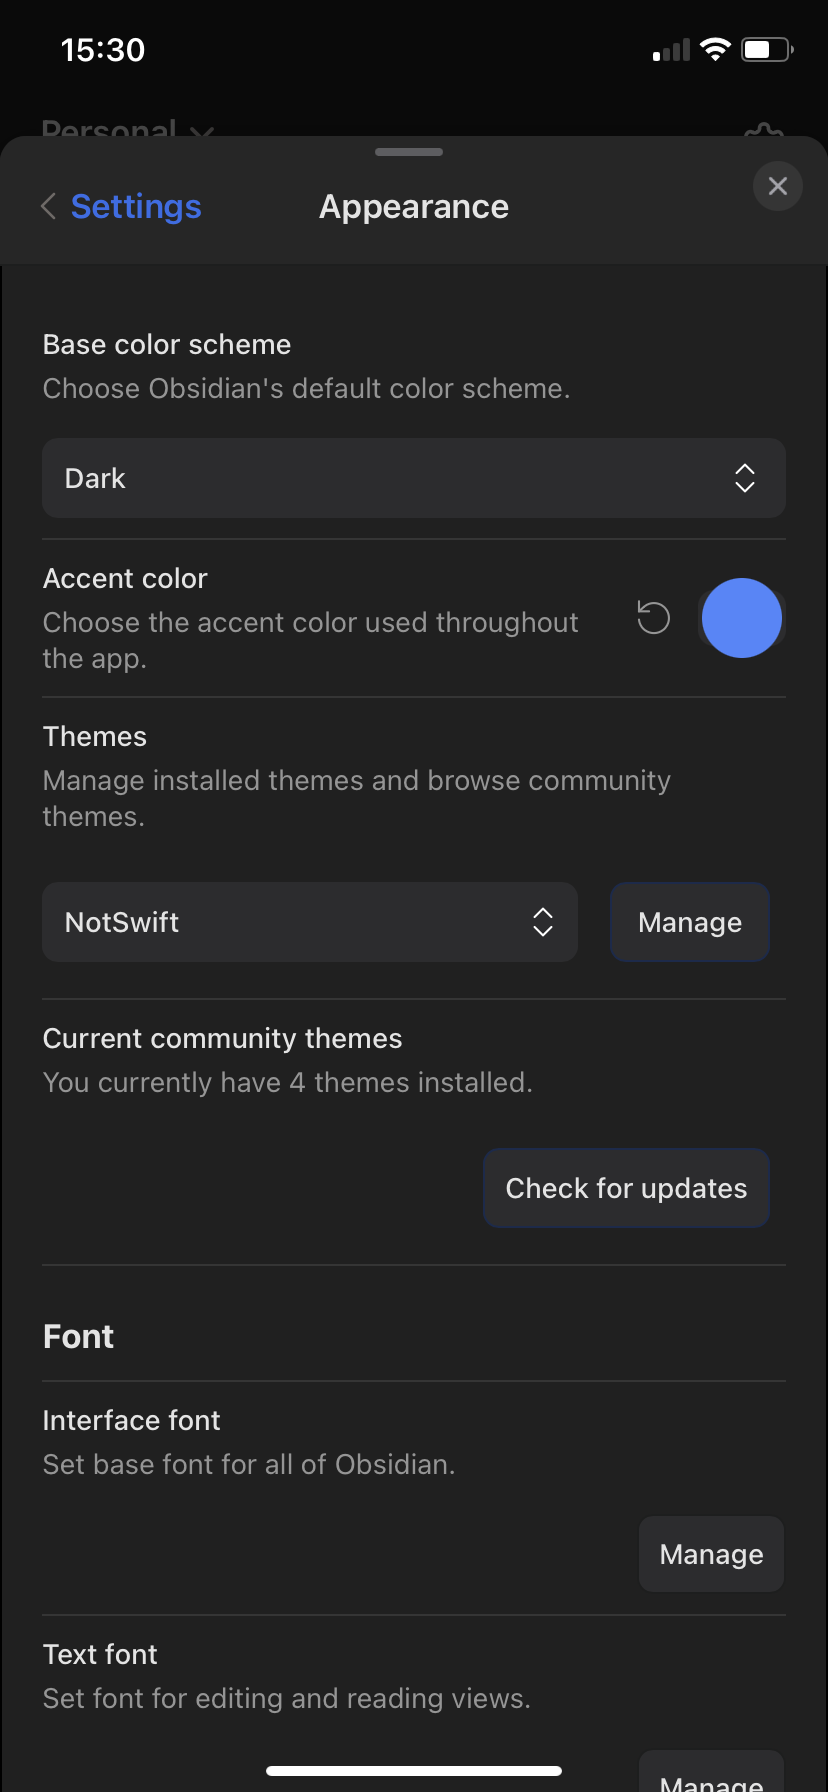 15:30
Personal
Settings
Appearance
Base color scheme
Choose Obsidian's default color scheme.
Dark
Accent color
Choose the accent color used throughout
the app.
Themes
Manage installed themes and browse community
themes.
NotSwift
Manage
Current community themes
You currently have 4 themes installed.
Check for updates
Font
Interface font
Set base font for all of Obsidian.
Manage
Text font
Set font for editing and reading views.
Manage